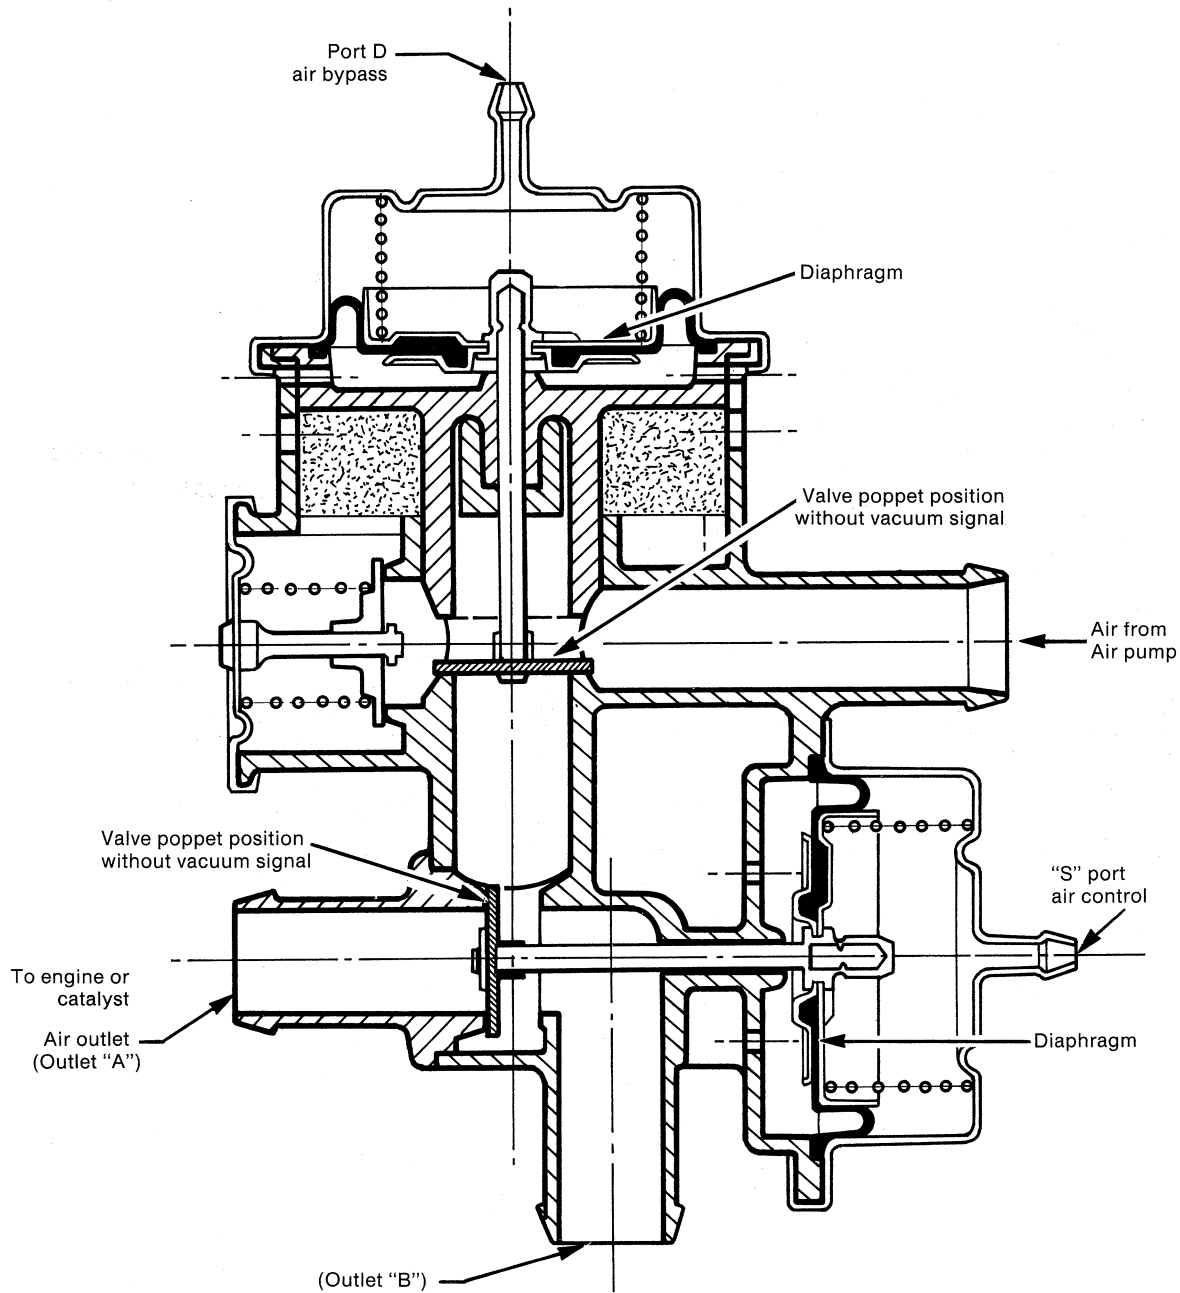 Port D
air bypass
Diaphragm
Valve poppet position
without vacuum signal
Air from
Air pump
Valve poppet position
without vacuum signal
“S” port
air control
To engine or
catalyst
Air outlet
(Outlet “A”)
Diaphragm
(Outlet “B”)